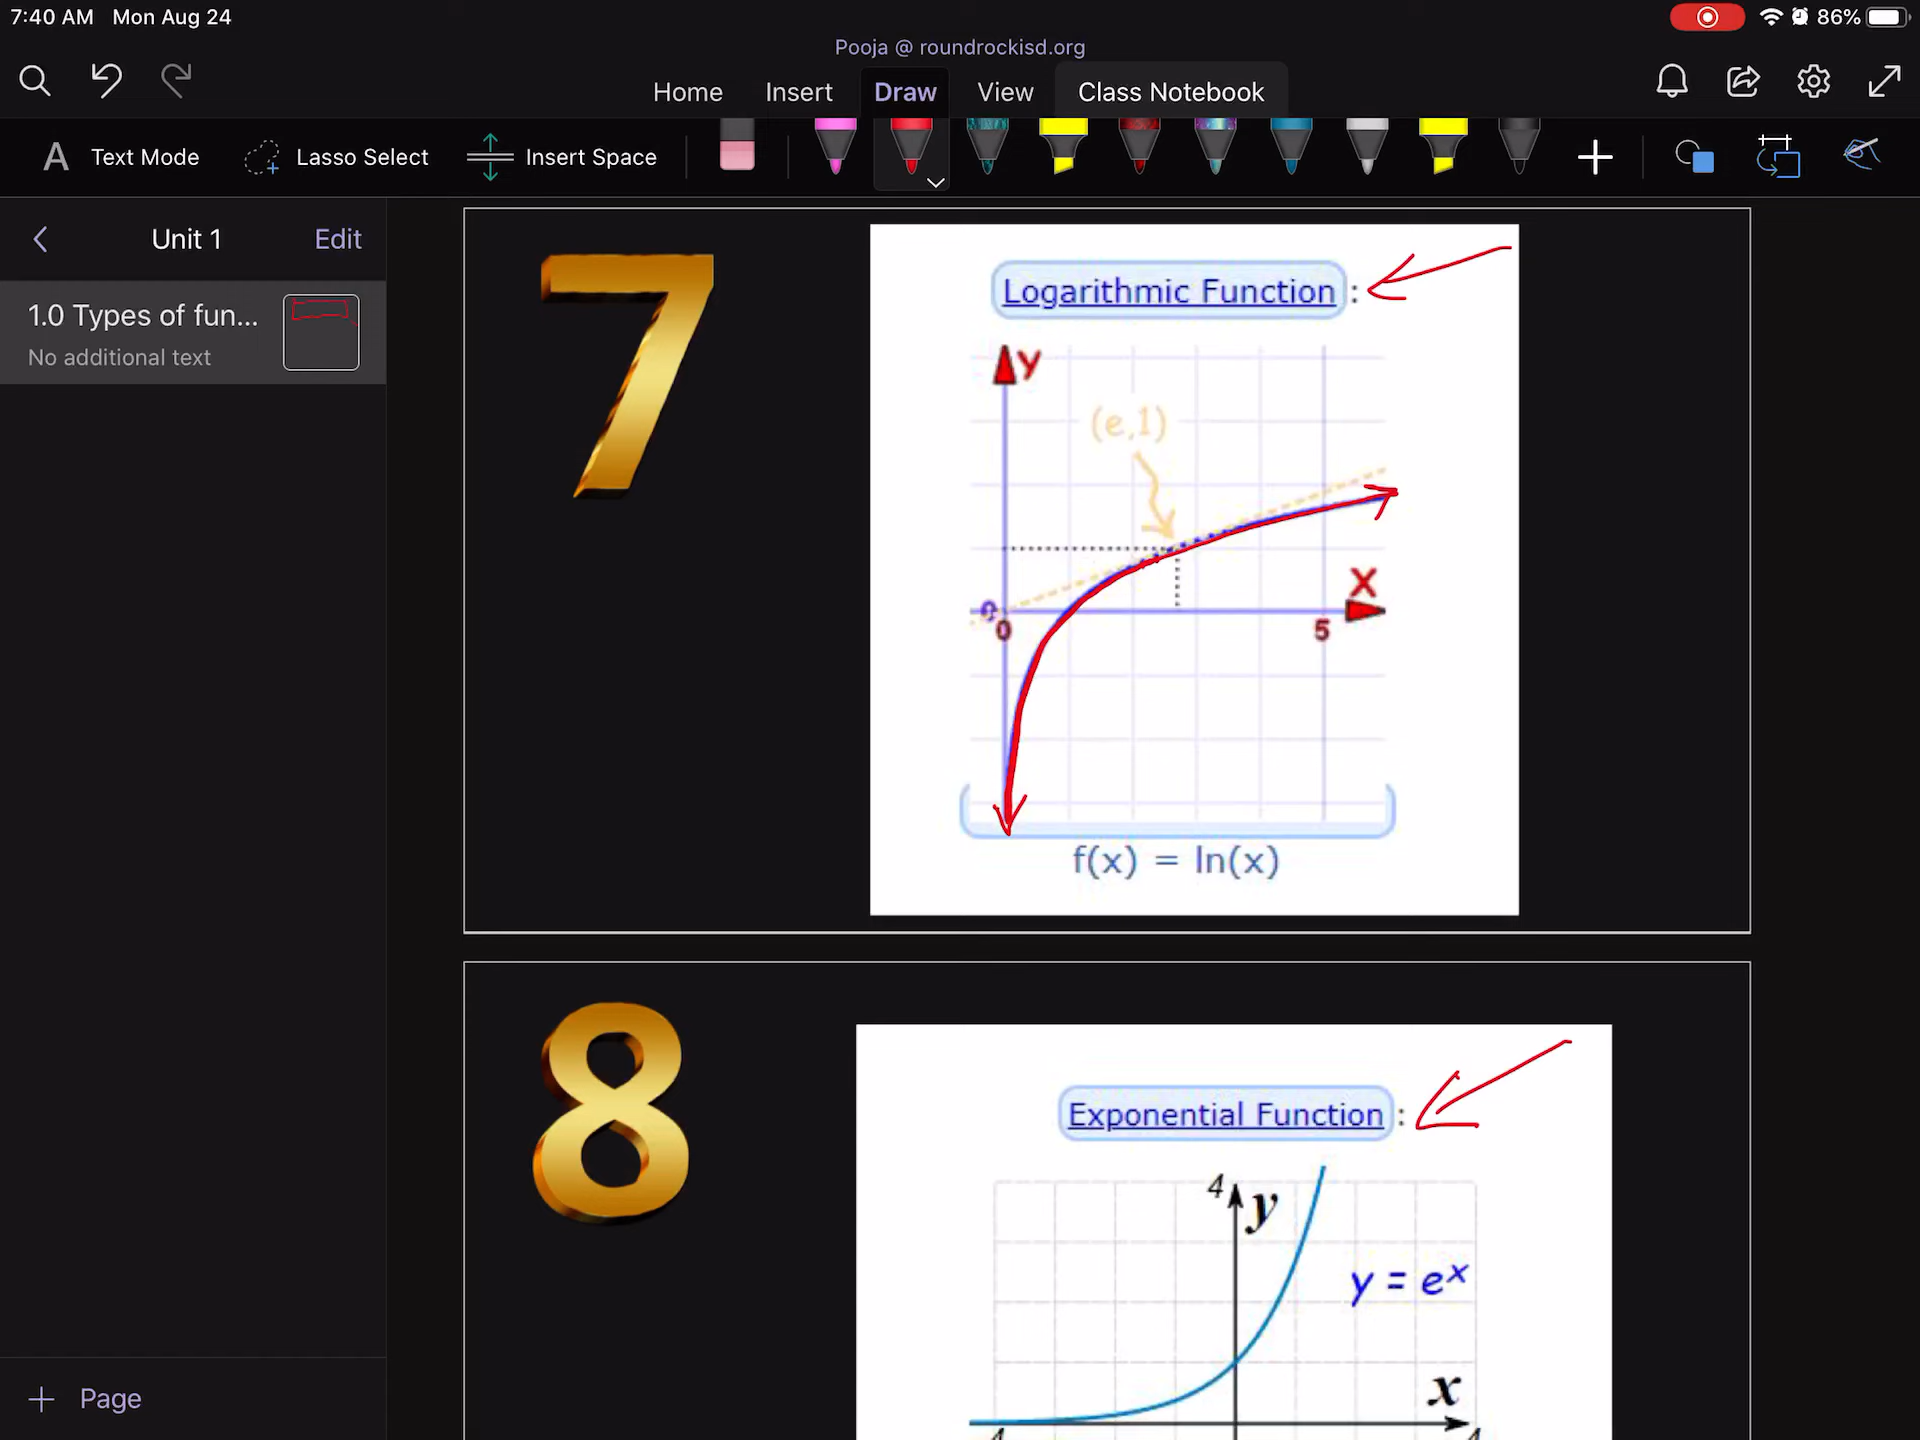 7:40 AM Mon Aug 24
86%
Pooja @ roundrockisd.org
Home Insert Draw View Class Notebook
A Text Mode Lasso Select Insert Space
Unit 1 Edit
1.0 Types of fun...
No additional text
7
Logarithmic Function :
y
(e,1)
x
0
0 5
f(x) = ln(x)
8
Exponential Function :
4 y
y = eˣ
x
Page